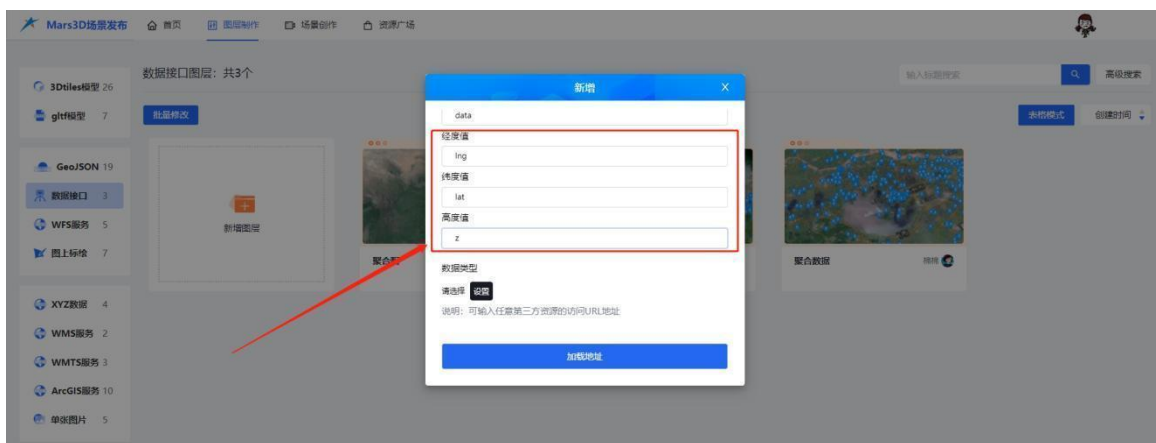 Mars3D场景发布 首页 图层制作 场景创作 资源广场
数据接口图层：共3个
输入标题搜索 高级搜索
批量修改
表格模式 创建时间
3Dtiles模型 26
gltf模型 7
GeoJSON 19
数据接口 3
WFS服务 5
图上标绘 7
XYZ数据 4
WMS服务 2
WMTS服务 3
ArcGIS服务 10
单张图片 5
新增图层
聚合数
聚合数据
新增 X
data
经度值
lng
纬度值
lat
高度值
z
数据类型
请选择 设置
说明：可输入任意第三方资源的访问URL地址
加载地址